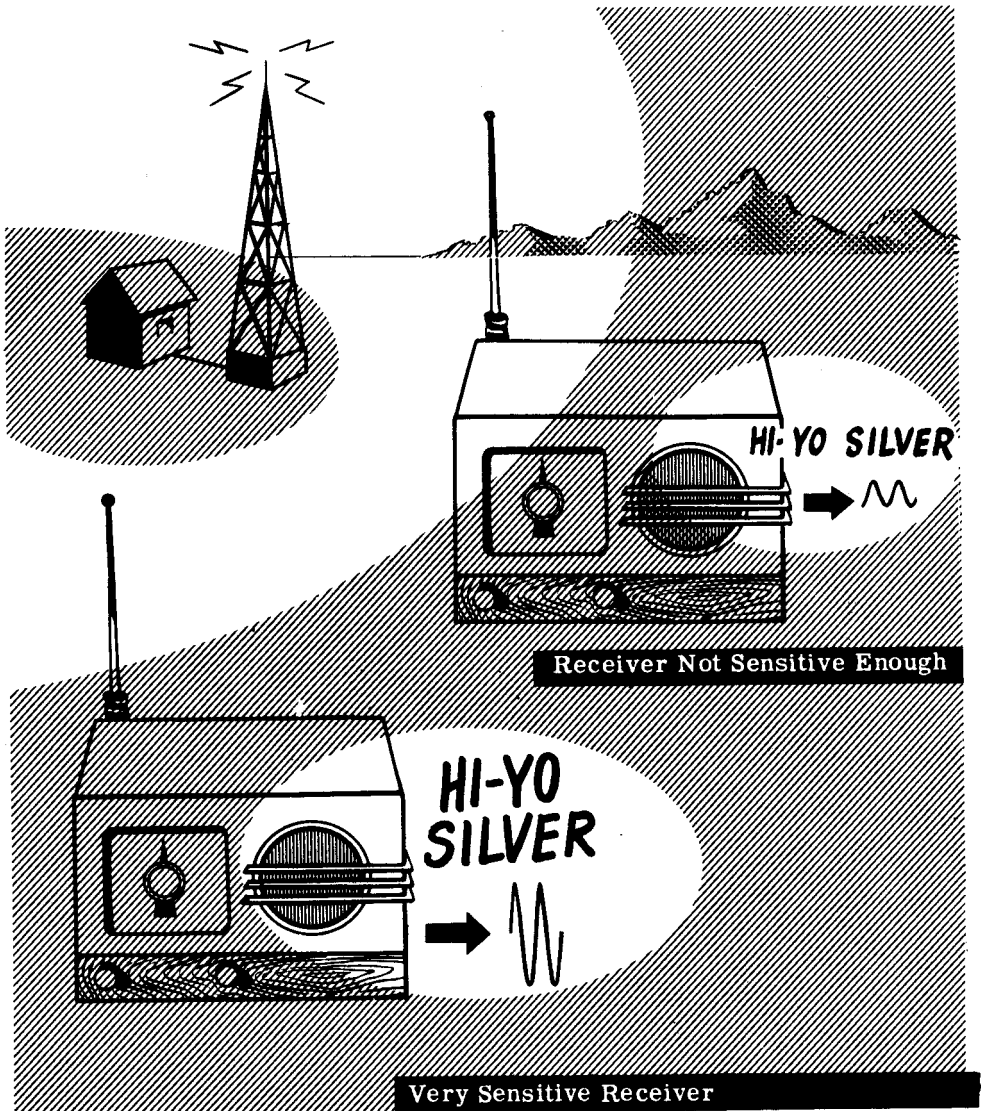 HI-YO SILVER
Receiver Not Sensitive Enough
HI-YO
SILVER
Very Sensitive Receiver